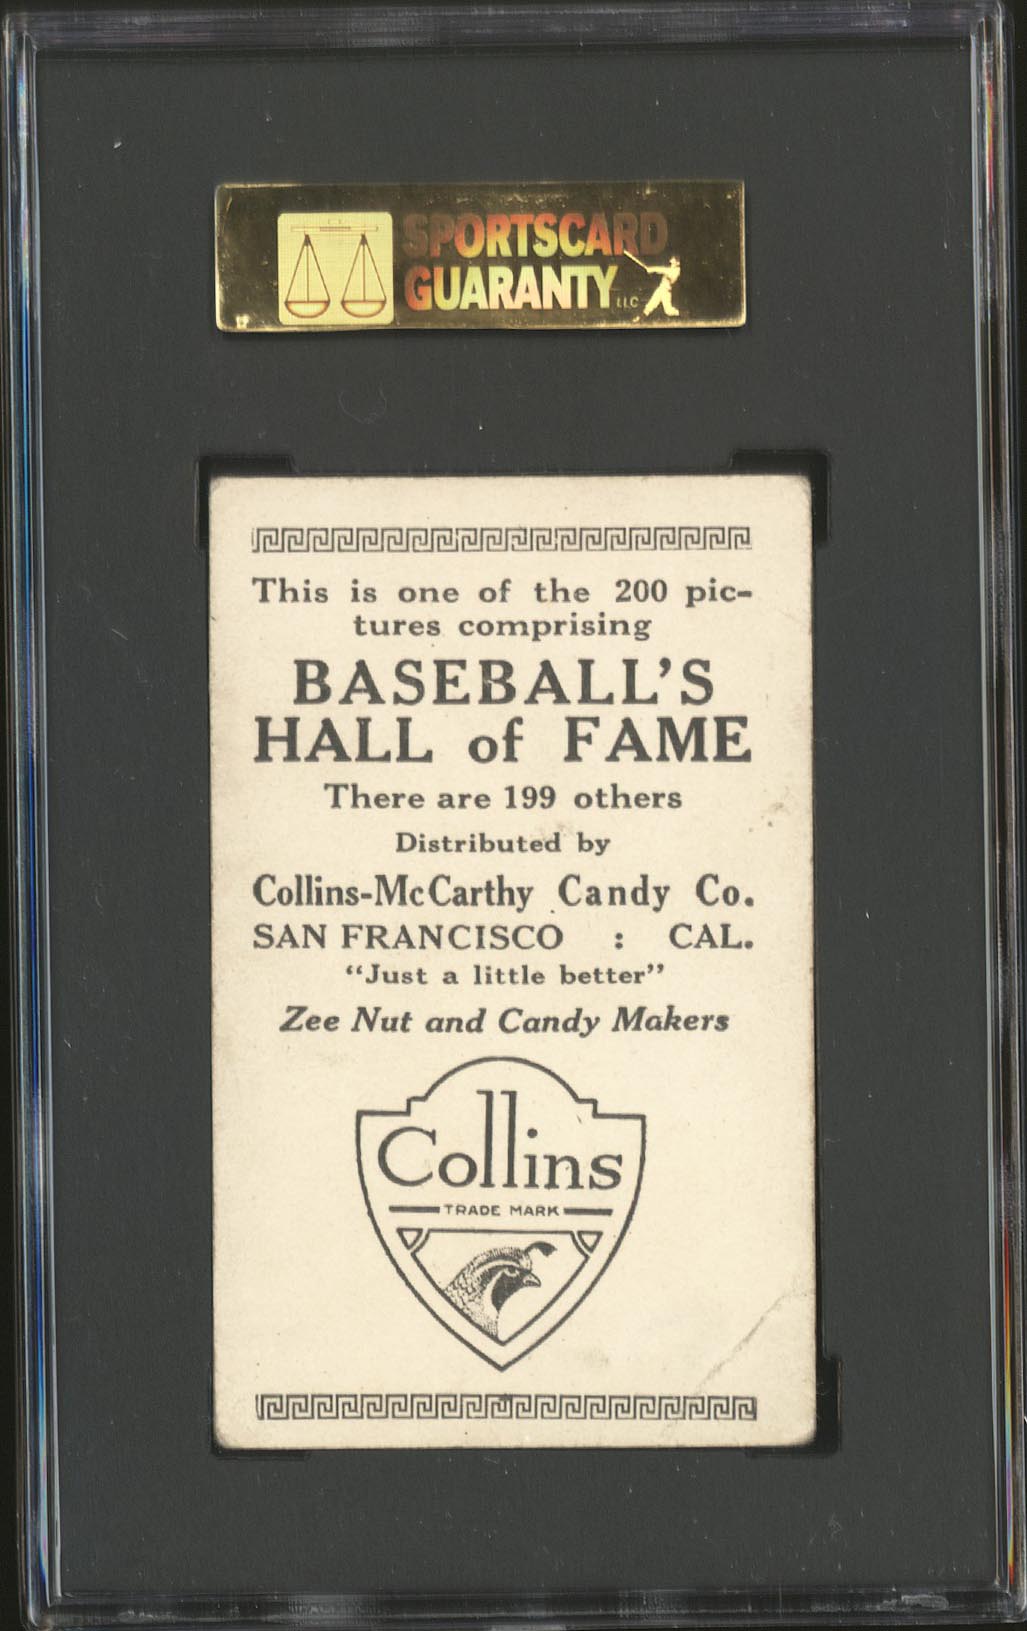 SPORTSCARD
GUARANTY LLC
This is one of the 200 pic-
tures comprising
BASEBALL'S
HALL of FAME
There are 199 others
Distributed by
Collins-McCarthy Candy Co.
SAN FRANCISCO : CAL.
"Just a little better"
Zee Nut and Candy Makers
Collins
TRADE MARK